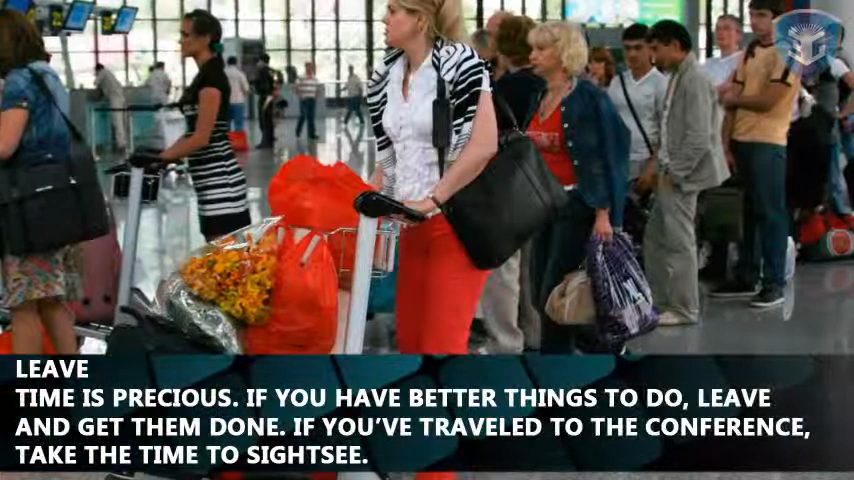 LEAVE
TIME IS PRECIOUS. IF YOU HAVE BETTER THINGS TO DO, LEAVE
AND GET THEM DONE. IF YOU’VE TRAVELED TO THE CONFERENCE,
TAKE THE TIME TO SIGHTSEE.